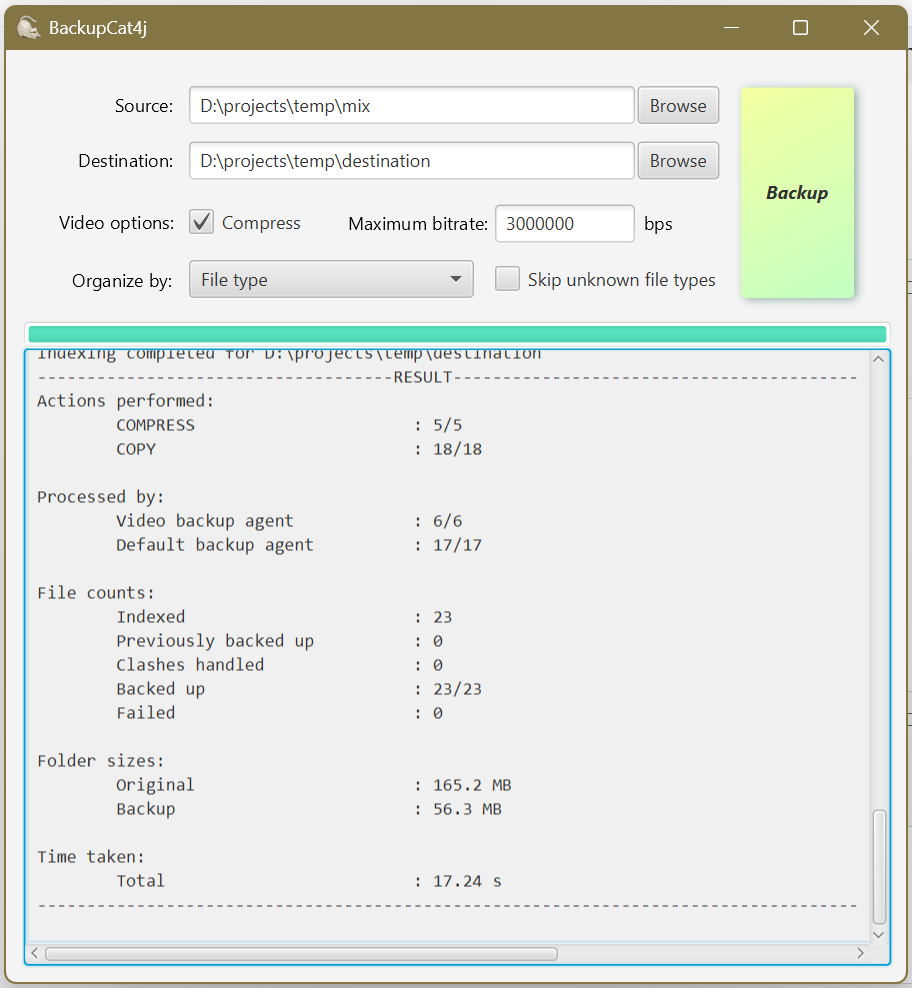 BackupCat4j
Source: D:\projects\temp\mix Browse
Destination: D:\projects\temp\destination Browse
Backup
Video options: Compress Maximum bitrate: 3000000 bps
Organize by: File type Skip unknown file types
Indexing completed for D:\projects\temp\destination
------------------------------------RESULT-----------------------------------------
Actions performed:
COMPRESS : 5/5
COPY : 18/18
Processed by:
Video backup agent : 6/6
Default backup agent : 17/17
File counts:
Indexed : 23
Previously backed up : 0
Clashes handled : 0
Backed up : 23/23
Failed : 0
Folder sizes:
Original : 165.2 MB
Backup : 56.3 MB
Time taken:
Total : 17.24 s
-----------------------------------------------------------------------------------